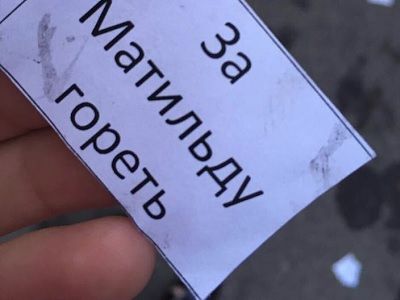 За
Матильду
гореть